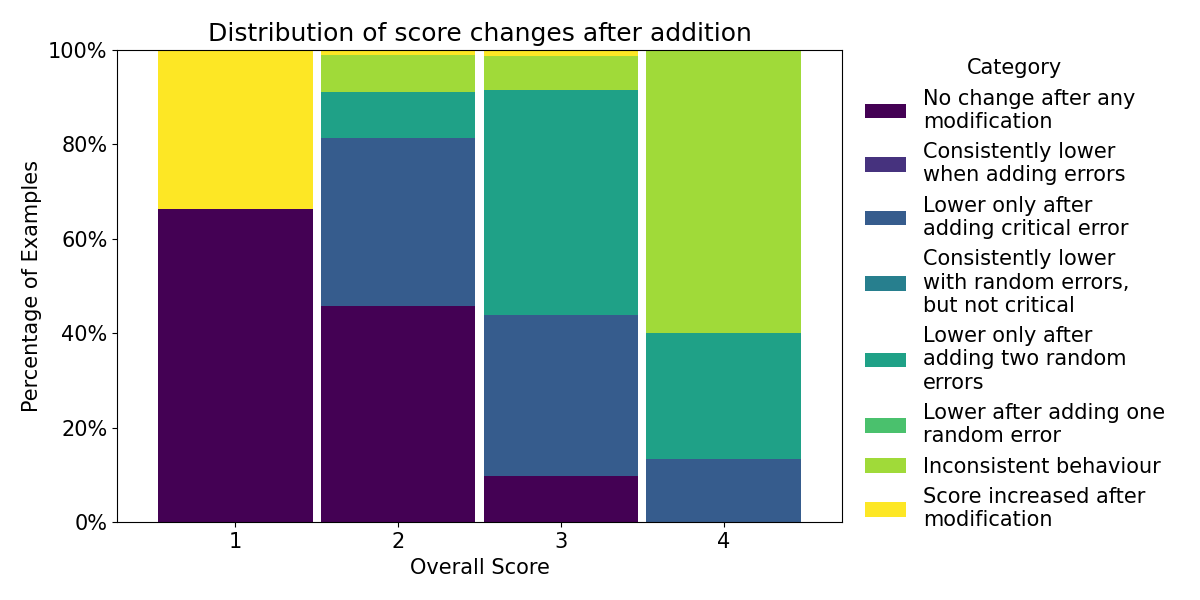 Distribution of score changes after addition
100%
80%
60%
40%
20%
0%
Percentage of Examples
1
2
3
4
Overall Score
Category
No change after any
modification
Consistently lower
when adding errors
Lower only after
adding critical error
Consistently lower
with random errors,
but not critical
Lower only after
adding two random
errors
Lower after adding one
random error
Inconsistent behaviour
Score increased after
modification